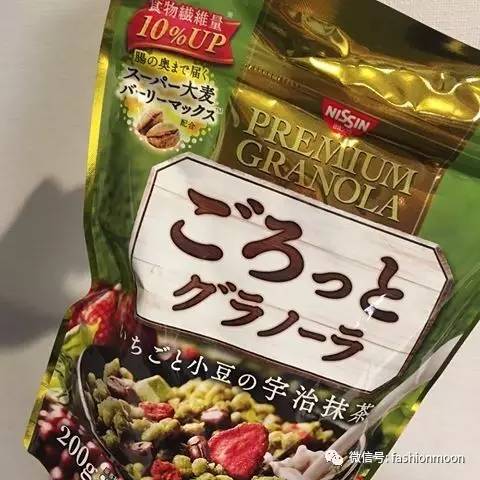 食物繊維量
10%UP
腸の奥まで届く
スーパー大麦
バーリーマックス
配合
NISSIN
PREMIUM
GRANOLA
ごろっと
グラノーラ
いちごと小豆の宇治抹茶
200g
微信号: fashionmoon